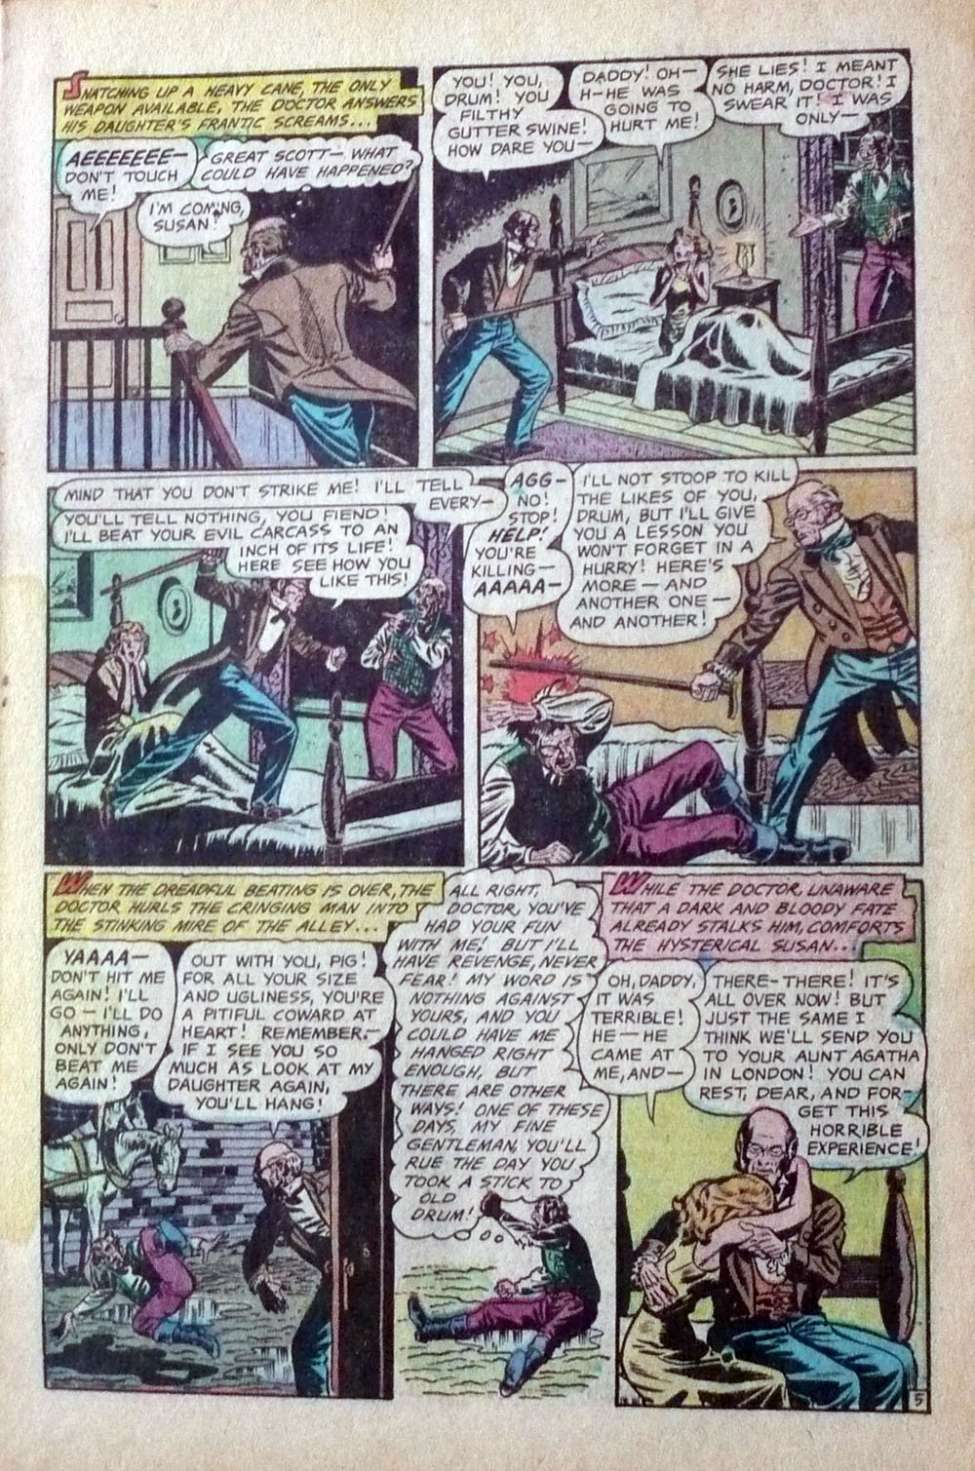 SNATCHING UP A HEAVY CANE, THE ONLY
WEAPON AVAILABLE, THE DOCTOR ANSWERS
HIS DAUGHTER'S FRANTIC SCREAMS...
AEEEEEEE—
DON'T TOUCH
ME!
GREAT SCOTT— WHAT
COULD HAVE HAPPENED?
I'M COMING,
SUSAN!
YOU! YOU,
DRUM! YOU
FILTHY
GUTTER SWINE!
HOW DARE YOU—
DADDY! OH—
H-HE WAS
GOING TO
HURT ME!
SHE LIES! I MEANT
NO HARM, DOCTOR! I
SWEAR IT! I WAS
ONLY—
MIND THAT YOU DON'T STRIKE ME! I'LL TELL
EVERY—
YOU'LL TELL NOTHING, YOU FIEND!
I'LL BEAT YOUR EVIL CARCASS TO AN
INCH OF ITS LIFE!
HERE SEE HOW YOU
LIKE THIS!
AGG—
NO!
STOP!
HELP!
YOU'RE
KILLING—
AAAAA—
I'LL NOT STOOP TO KILL
THE LIKES OF YOU,
DRUM, BUT I'LL GIVE
YOU A LESSON YOU
WON'T FORGET IN A
HURRY! HERE'S
MORE — AND
ANOTHER ONE —
AND ANOTHER!
WHEN THE DREADFUL BEATING IS OVER, THE
DOCTOR HURLS THE CRINGING MAN INTO
THE STINKING MIRE OF THE ALLEY...
YAAAA—
DON'T HIT ME
AGAIN! I'LL
GO — I'LL DO
ANYTHING,
ONLY DON'T
BEAT ME
AGAIN!
OUT WITH YOU, PIG!
FOR ALL YOUR SIZE
AND UGLINESS, YOU'RE
A PITIFUL COWARD AT
HEART! REMEMBER—
IF I SEE YOU SO
MUCH AS LOOK AT MY
DAUGHTER AGAIN,
YOU'LL HANG!
ALL RIGHT,
DOCTOR, YOU'VE
HAD YOUR FUN
WITH ME! BUT I'LL
HAVE REVENGE, NEVER
FEAR! MY WORD IS
NOTHING AGAINST
YOURS, AND YOU
COULD HAVE ME
HANGED RIGHT
ENOUGH, BUT
THERE ARE OTHER
WAYS! ONE OF THESE
DAYS, MY FINE
GENTLEMAN, YOU'LL
RUE THE DAY YOU
TOOK A STICK TO
OLD
DRUM!
WHILE THE DOCTOR, UNAWARE
THAT A DARK AND BLOODY FATE
ALREADY STALKS HIM, COMFORTS
THE HYSTERICAL SUSAN...
OH, DADDY,
IT WAS
TERRIBLE!
HE — HE
CAME AT
ME, AND—
THERE- THERE! IT'S
ALL OVER NOW! BUT
JUST THE SAME I
THINK WE'LL SEND YOU
TO YOUR AUNT AGATHA
IN LONDON! YOU CAN
REST, DEAR, AND FOR-
GET THIS
HORRIBLE
EXPERIENCE!
5